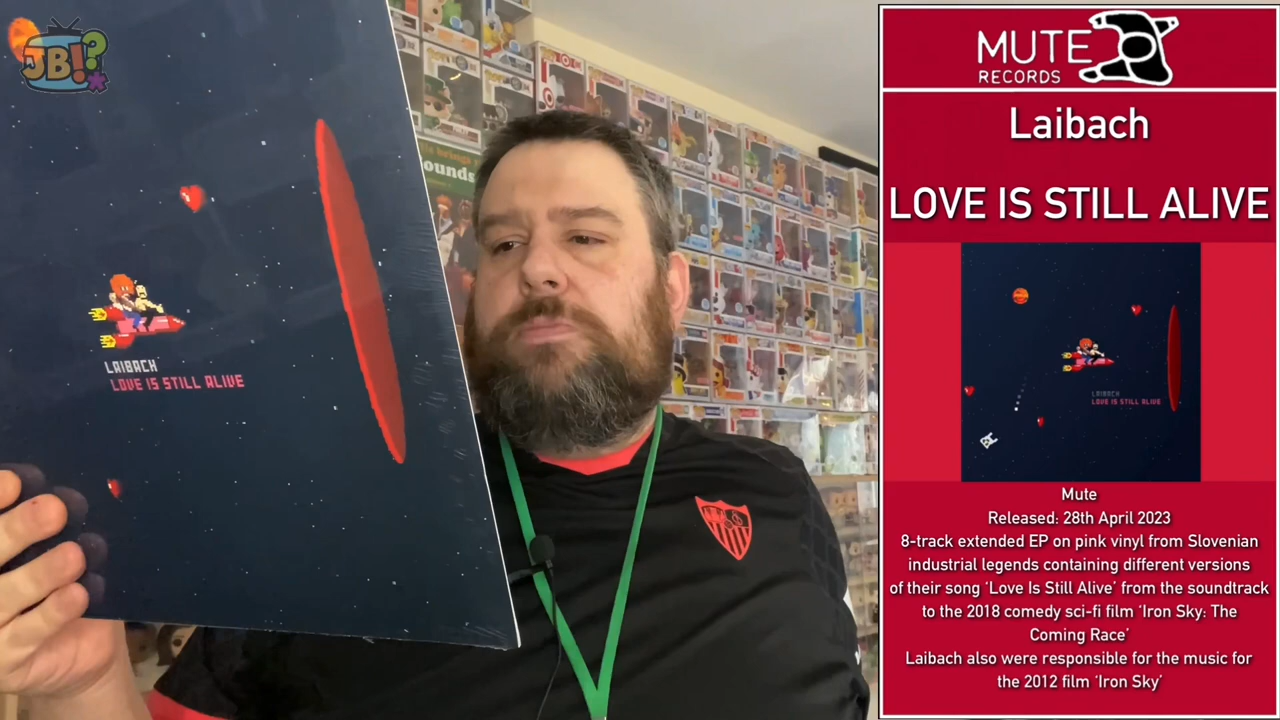 JB!?*
ounds
LAIBACH
LOVE IS STILL ALIVE
MUTE
RECORDS
Laibach
LOVE IS STILL ALIVE
LAIBACH
LOVE IS STILL ALIVE
Mute
Released: 28th April 2023
8-track extended EP on pink vinyl from Slovenian
industrial legends containing different versions
of their song ‘Love Is Still Alive’ from the soundtrack
to the 2018 comedy sci-fi film ‘Iron Sky: The
Coming Race’
Laibach also were responsible for the music for
the 2012 film ‘Iron Sky’